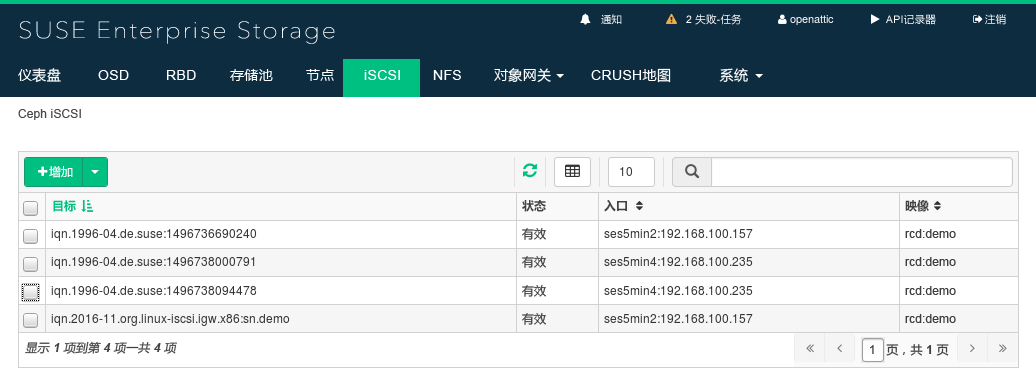 SUSE Enterprise Storage
通知 2 失败-任务 openattic API记录器 注销
仪表盘 OSD RBD 存储池 节点 iSCSI NFS 对象网关 CRUSH地图 系统
Ceph iSCSI
增加 10
目标 状态 入口 映像
iqn.1996-04.de.suse:1496736690240 有效 ses5min2:192.168.100.157 rcd:demo
iqn.1996-04.de.suse:1496738000791 有效 ses5min4:192.168.100.235 rcd:demo
iqn.1996-04.de.suse:1496738094478 有效 ses5min4:192.168.100.235 rcd:demo
iqn.2016-11.org.linux-iscsi.igw.x86:sn.demo 有效 ses5min2:192.168.100.157 rcd:demo
显示 1 项到第 4 项—共 4 项 « ‹ 1 页，共 1 页 › »